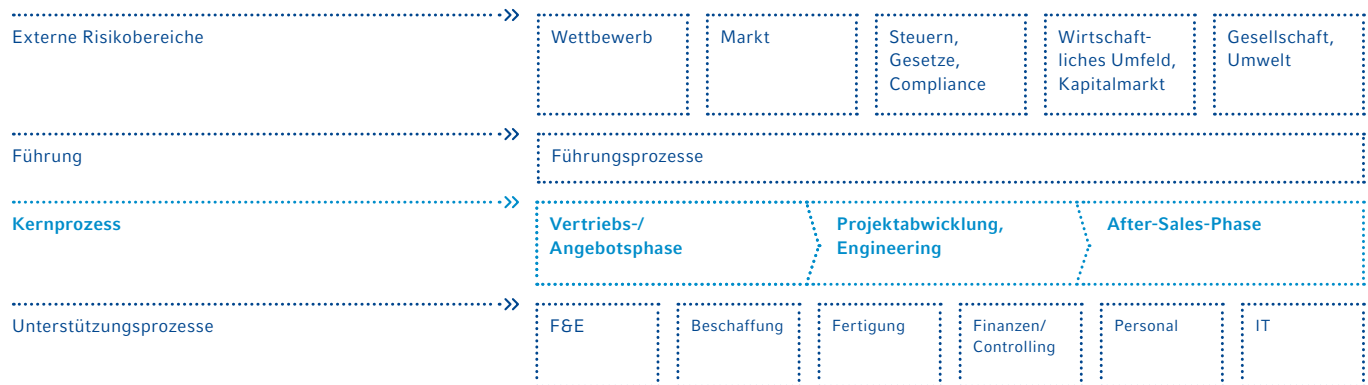 Externe Risikobereiche
Wettbewerb
Markt
Steuern,
Gesetze,
Compliance
Wirtschaft-
liches Umfeld,
Kapitalmarkt
Gesellschaft,
Umwelt
Führung
Führungsprozesse
Kernprozess
Vertriebs-/
Angebotsphase
Projektabwicklung,
Engineering
After-Sales-Phase
Unterstützungsprozesse
F&E
Beschaffung
Fertigung
Finanzen/
Controlling
Personal
IT